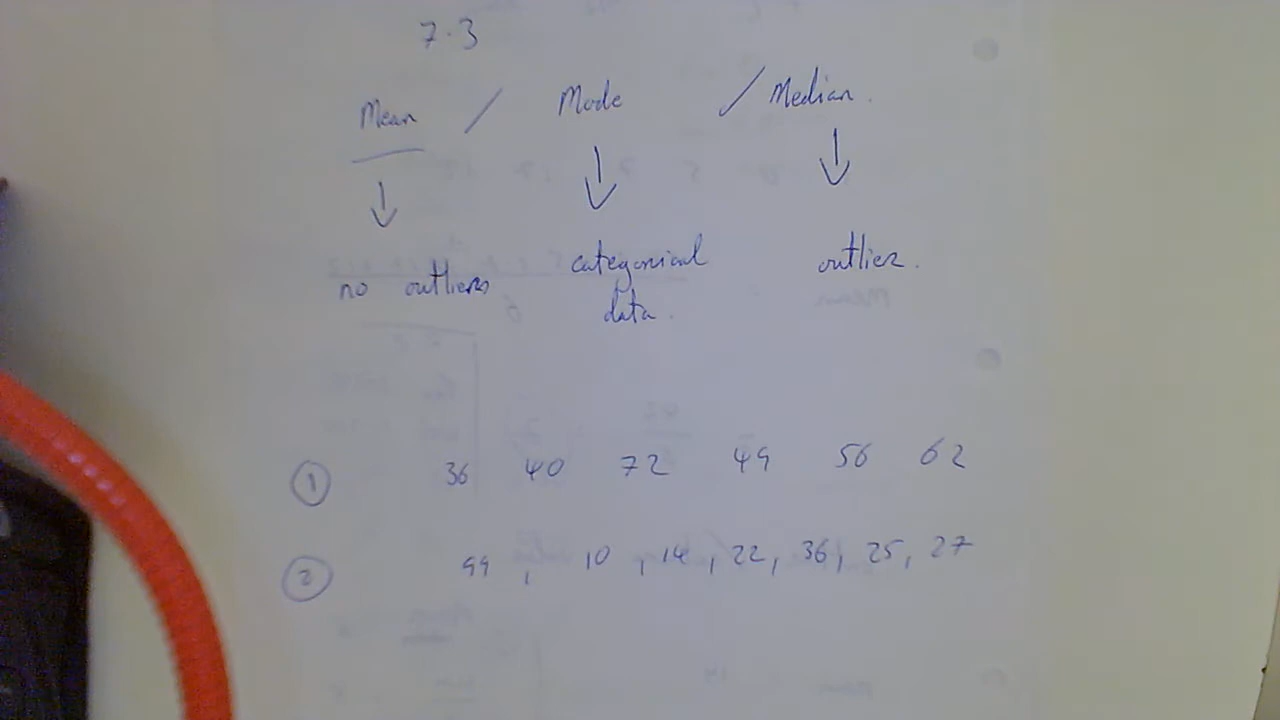 7.3
Mean / Mode / Median.
no outliers categorical outlier.
data.
① 36 40 72 49 56 62
② 99, 10, 14, 22, 36, 25, 27